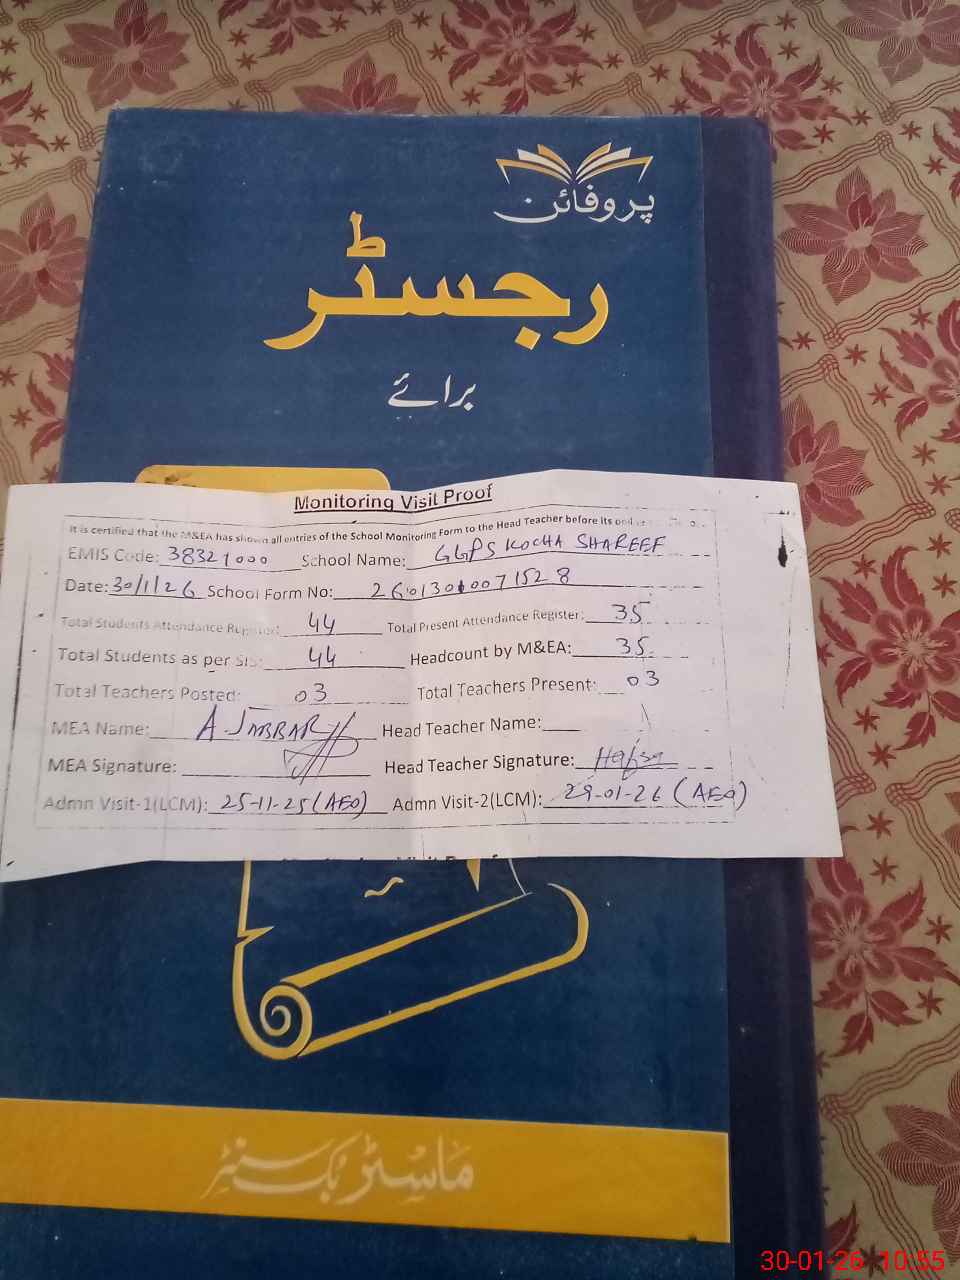 پروفائن
رجسٹر
برائے
Monitoring Visit Proof
It is certified that the M&EA has shown all entries of the School Monitoring Form to the Head Teacher before its
EMIS Code: 38321000 School Name: GGPS KOCHA SHAREEF
Date: 30/1/26 School Form No: 26013010071528
Total Students Attendance Register: 44 Total Present Attendance Register: 35
Total Students as per SIS: 44 Headcount by M&EA: 35
Total Teachers Posted: 03 Total Teachers Present: 03
MEA Name: A. JABBAR Head Teacher Name:
MEA Signature: Head Teacher Signature: Hafsa
Admn Visit-1(LCM): 25-11-25 (AEO) Admn Visit-2(LCM): 29-01-26 (AEO)
ماسٹر بک سنٹر
30-01-26 10:55